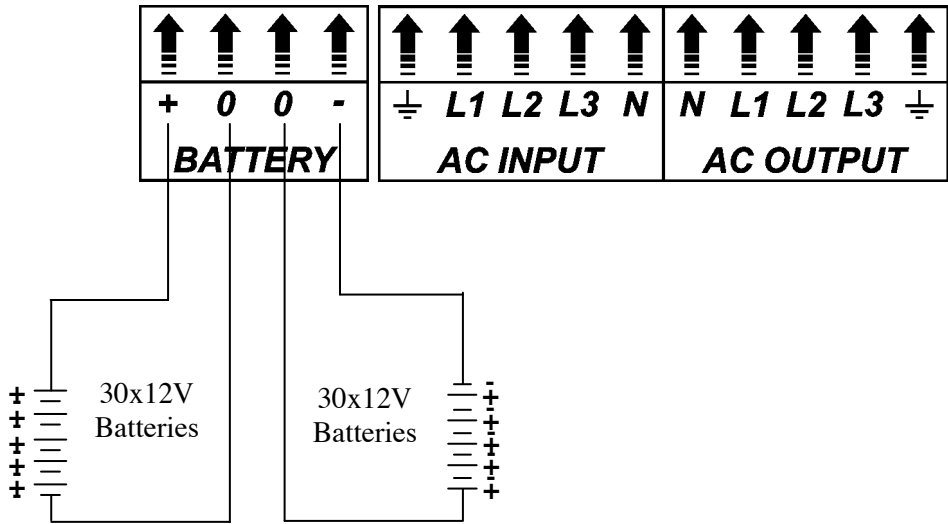 + 0 0 -
BATTERY
⏚ L1 L2 L3 N
AC INPUT
N L1 L2 L3 ⏚
AC OUTPUT
30x12V
Batteries
+
+
+
+
+
30x12V
Batteries
-
+
-
+
-
+
-
+
-
+